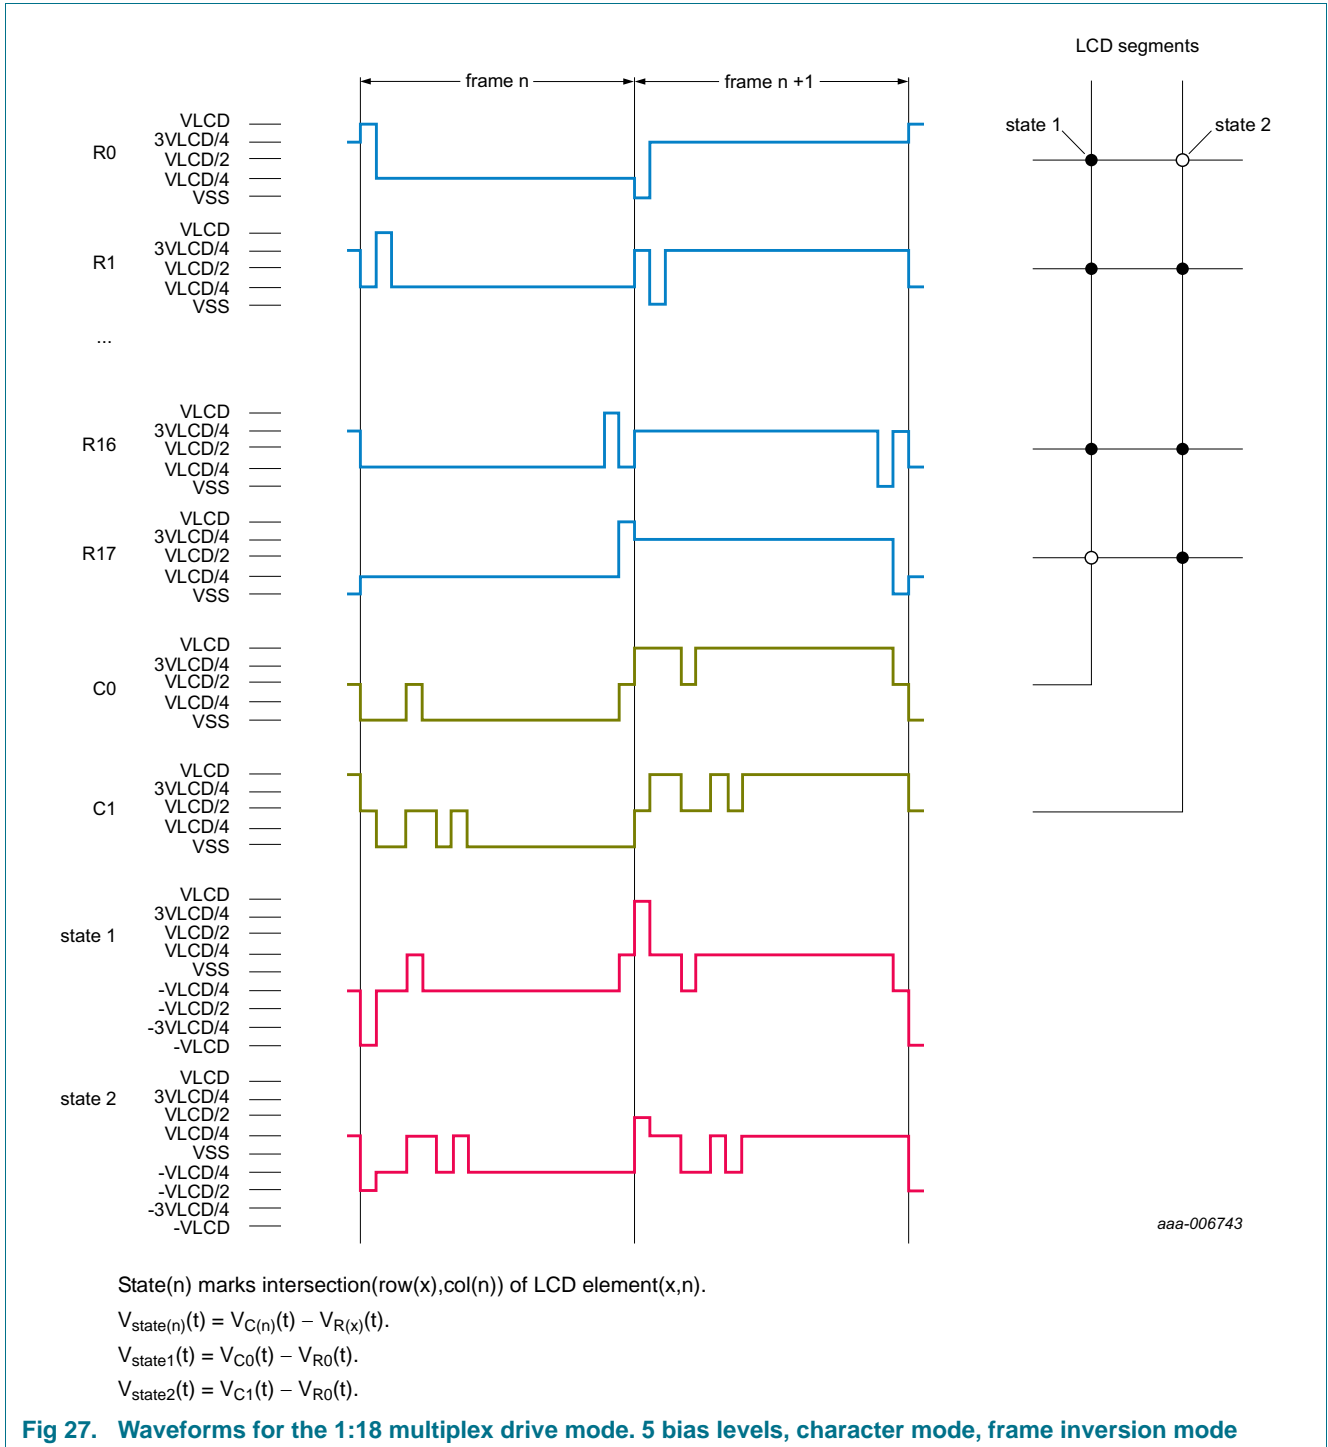 LCD segments
frame n
frame n +1
state 1
state 2
VLCD
3VLCD/4
R0
VLCD/2
VLCD/4
VSS
VLCD
3VLCD/4
R1
VLCD/2
VLCD/4
VSS
...
VLCD
3VLCD/4
R16
VLCD/2
VLCD/4
VSS
VLCD
3VLCD/4
R17
VLCD/2
VLCD/4
VSS
VLCD
3VLCD/4
C0
VLCD/2
VLCD/4
VSS
VLCD
3VLCD/4
C1
VLCD/2
VLCD/4
VSS
VLCD
3VLCD/4
state 1
VLCD/2
VLCD/4
VSS
-VLCD/4
-VLCD/2
-3VLCD/4
-VLCD
VLCD
state 2
3VLCD/4
VLCD/2
VLCD/4
VSS
-VLCD/4
-VLCD/2
-3VLCD/4
-VLCD
aaa-006743
State(n) marks intersection(row(x),col(n)) of LCD element(x,n).
Vstate(n)(t) = VC(n)(t) − VR(x)(t).
Vstate1(t) = VC0(t) − VR0(t).
Vstate2(t) = VC1(t) − VR0(t).
Fig 27. Waveforms for the 1:18 multiplex drive mode. 5 bias levels, character mode, frame inversion mode